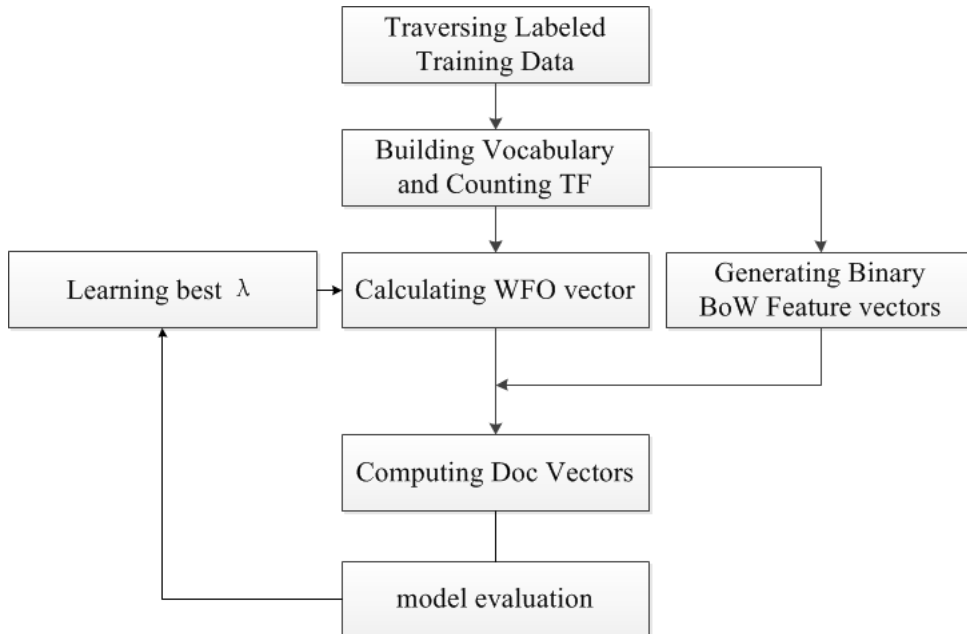 Traversing Labeled
Training Data
Building Vocabulary
and Counting TF
Learning best λ
Calculating WFO vector
Generating Binary
BoW Feature vectors
Computing Doc Vectors
model evaluation